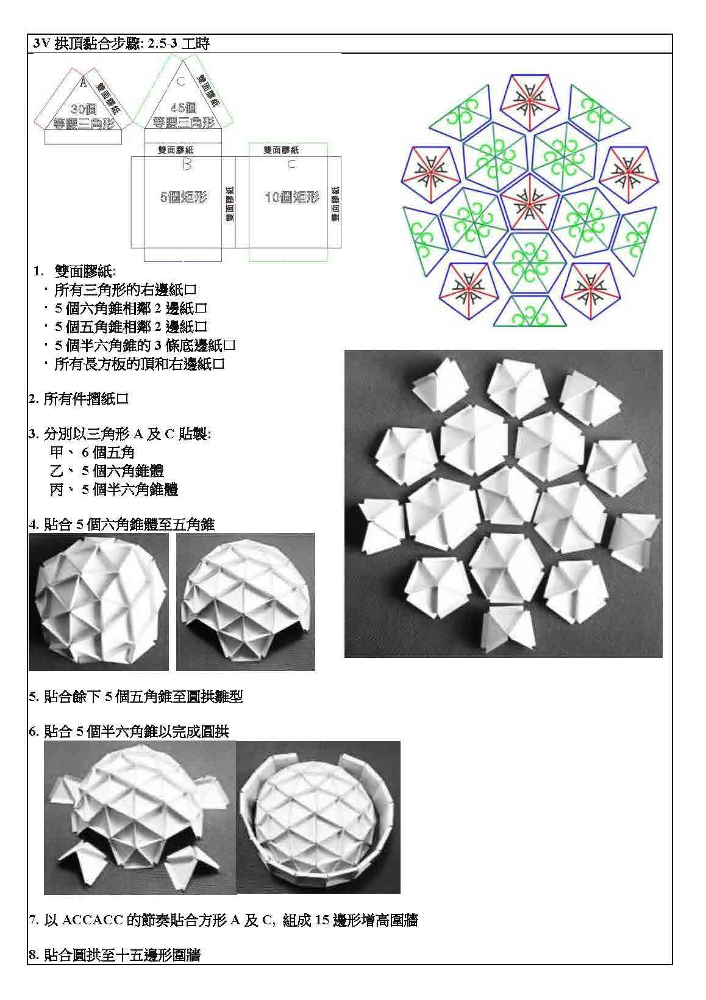 3V 拱頂黏合步驟: 2.5-3 工時
A
雙面膠紙
30個
等腰三角形
C
雙面膠紙
45個
等腰三角形
雙面膠紙
B
5個矩形
雙面膠紙
雙面膠紙
C
10個矩形
雙面膠紙
A A A A A
C C C
C C C
C C C C C C
C C C C C C
A A A A A
A A A A A
A A A A A
C C C
C C C C C C
C C C C C C
C C C
C C C C C C
A A A A A
A A A A A
C C C
1. 雙面膠紙:
· 所有三角形的右邊紙口
· 5 個六角錐相鄰 2 邊紙口
· 5 個五角錐相鄰 2 邊紙口
· 5 個半六角錐的 3 條底邊紙口
· 所有長方板的頂和右邊紙口
2. 所有件摺紙口
3. 分別以三角形 A 及 C 貼製:
甲、 6 個五角
乙、 5 個六角錐體
丙、 5 個半六角錐體
4. 貼合 5 個六角錐體至五角錐
5. 貼合餘下 5 個五角錐至圓拱雛型
6. 貼合 5 個半六角錐以完成圓拱
7. 以 ACCACC 的節奏貼合方形 A 及 C, 組成 15 邊形增高圍牆
8. 貼合圓拱至十五邊形圍牆